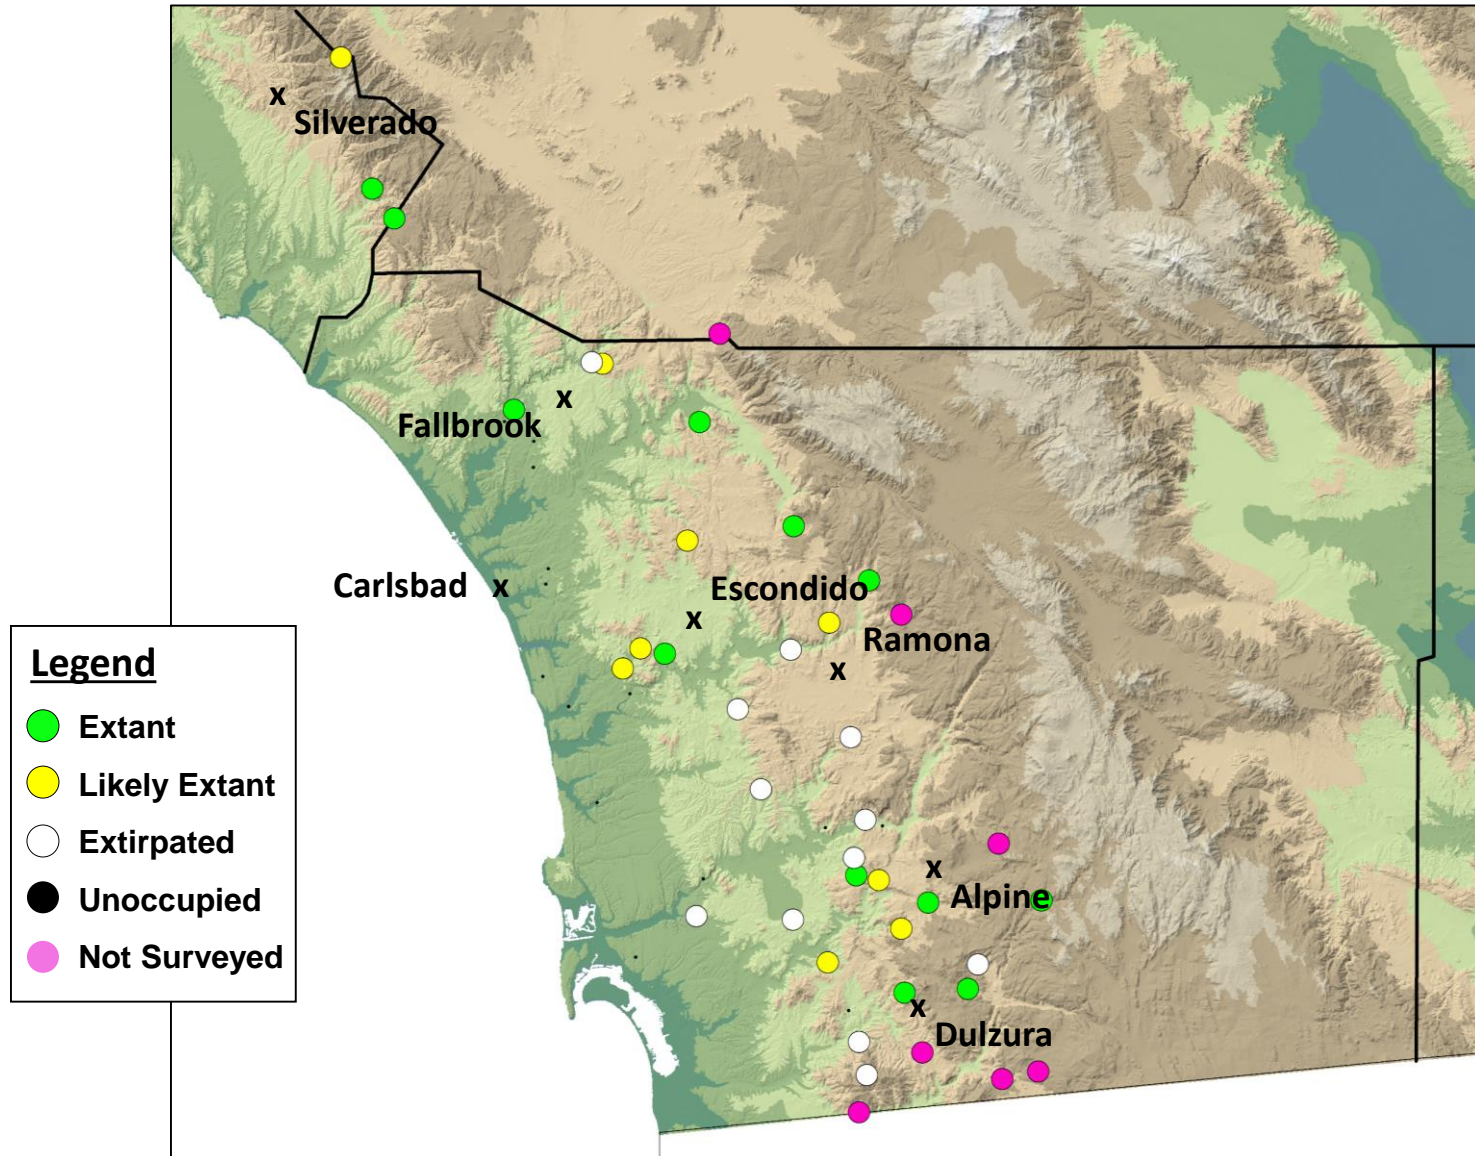 x
Silverado
x
Fallbrook
Carlsbad x
Escondido
x
Ramona
x
Legend
Extant
Likely Extant
Extirpated
Unoccupied
Not Surveyed
x
Alpine
x
Dulzura